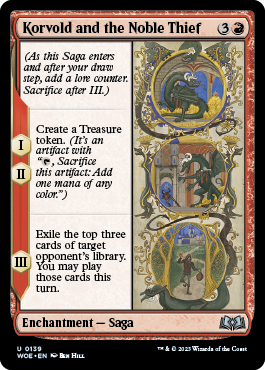 Korvold and the Noble Thief 3
(As this Saga enters
and after your draw
step, add a lore counter.
Sacrifice after III.)
I
II
Create a Treasure
token. (It's an
artifact with
“, Sacrifice
this artifact: Add
one mana of any
color.”)
III
Exile the top three
cards of target
opponent's library.
You may play
those cards this
turn.
Enchantment — Saga
U 0139
WOE • EN Ben Hill
™ & © 2023 Wizards of the Coast